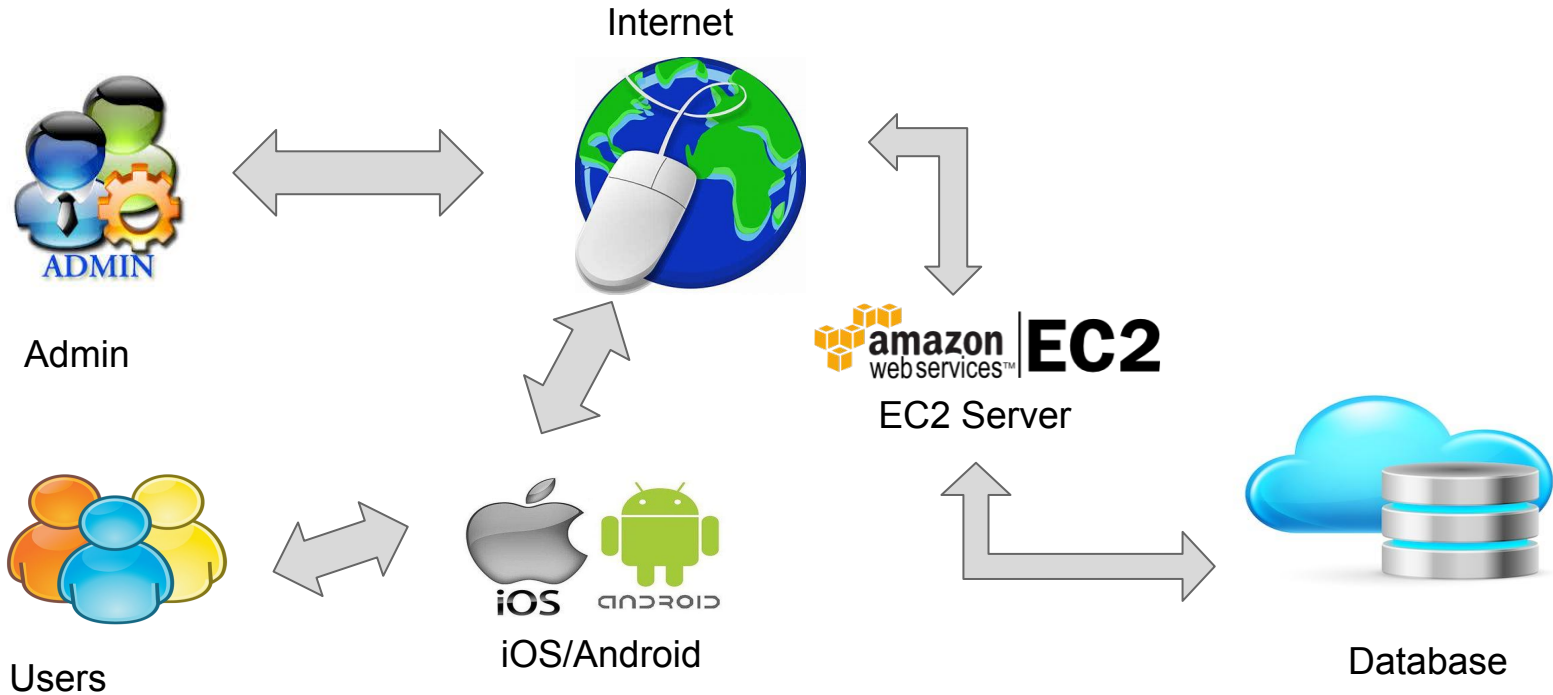 Internet
ADMIN
Admin
amazon
web services™
EC2
EC2 Server
iOS
ANDROID
iOS/Android
Users
Database